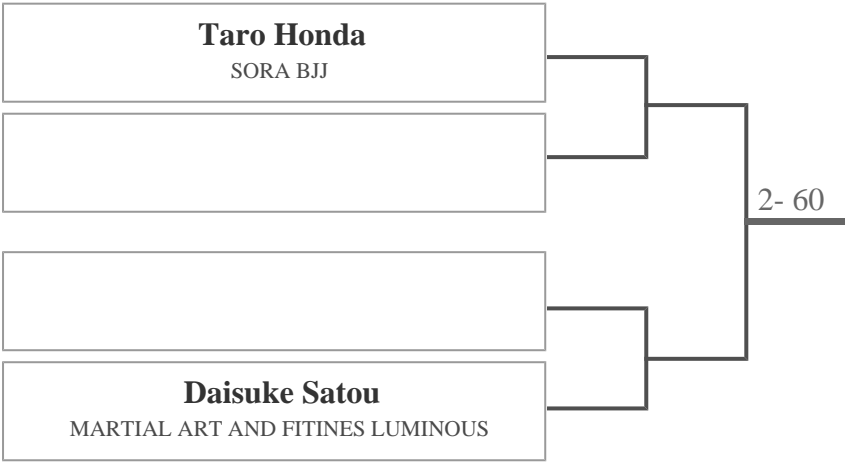 Taro Honda
SORA BJJ
2- 60
Daisuke Satou
MARTIAL ART AND FITINES LUMINOUS